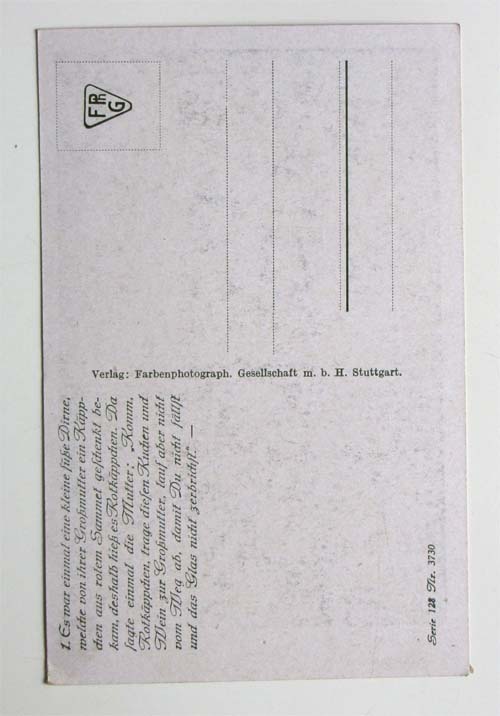 1. Es war einmal eine kleine süße Dirne,
welche von ihrer Großmutter ein Käpp-
chen aus rotem Sammet geschenkt be-
kam, deshalb hieß es Rotkäppchen. Da
sagte einmal die Mutter: „Komm,
Rotkäppchen, trage diesen Kuchen und
Wein zur Großmutter, lauf aber nicht
vom Weg ab, damit Du nicht fällst
und das Glas nicht zerbrichst." —
Verlag: Farbenphotograph. Gesellschaft m. b. H. Stuttgart.
FPhG
Serie 128 Nr. 3730